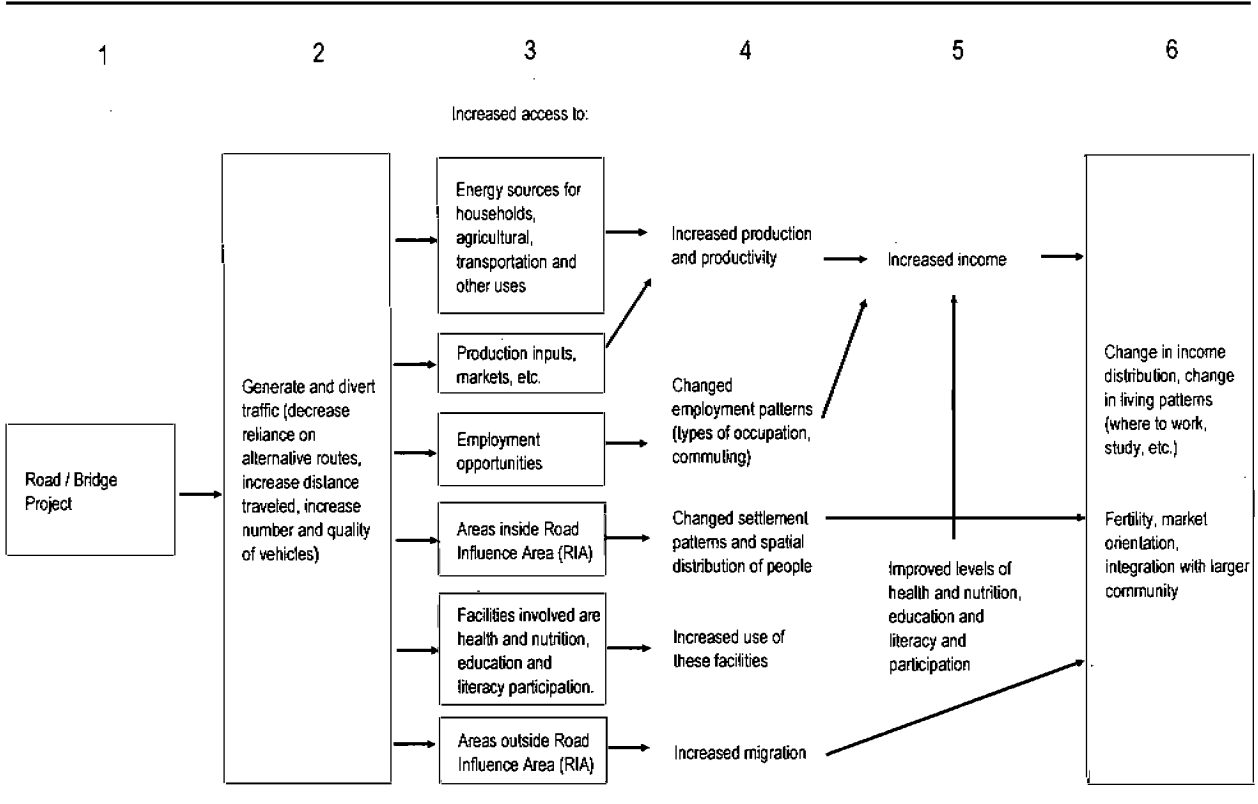 1
2
3
4
5
6
Increased access to:
Road / Bridge
Project
Generate and divert
traffic (decrease
reliance on
alternative routes,
increase distance
traveled, increase
number and quality
of vehicles)
Energy sources for
households,
agricultural,
transportation and
other uses
Production inputs,
markets, etc.
Employment
opportunities
Areas inside Road
Influence Area (RIA)
Facilities involved are
health and nutrition,
education and
literacy participation.
Areas outside Road
Influence Area (RIA)
Increased production
and productivity
Changed
employment patterns
(types of occupation,
commuting)
Changed settlement
patterns and spatial
distribution of people
Increased use of
these facilities
Increased migration
Increased income
Improved levels of
health and nutrition,
education and
literacy and
participation
Change in income
distribution, change
in living patterns
(where to work,
study, etc.)
Fertility, market
orientation,
integration with larger
community